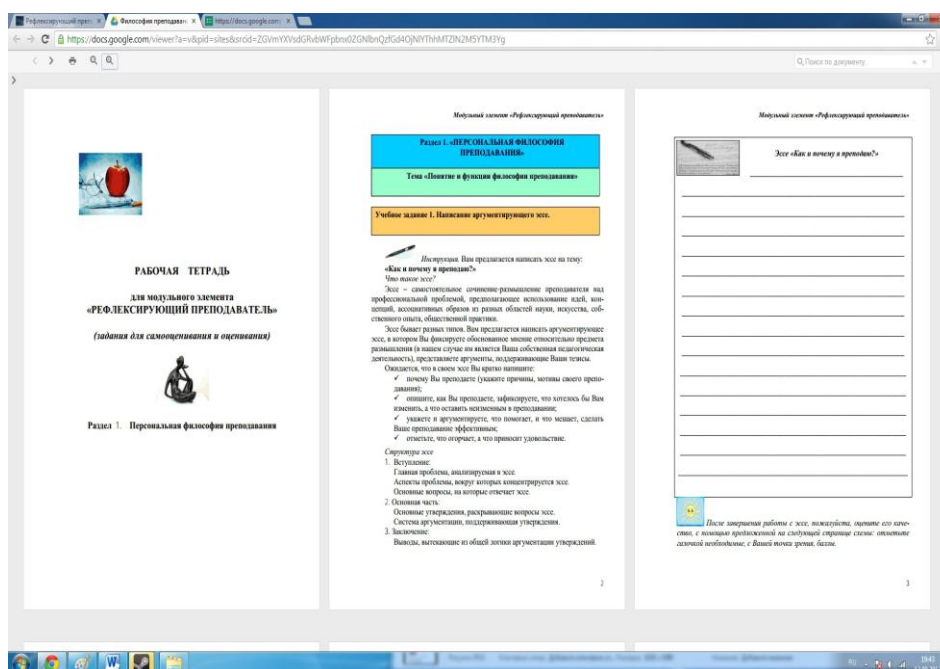 Рефлексирующий преп
Философия преподаван
https://docs.google.com
https://docs.google.com/viewer?a=v&pid=sites&srcid=
Поиск по документу
РАБОЧАЯ ТЕТРАДЬ
для модульного элемента
«РЕФЛЕКСИРУЮЩИЙ ПРЕПОДАВАТЕЛЬ»
(задания для самооценивания и оценивания)
Раздел 1. Персональная философия преподавания
Модульный элемент «Рефлексирующий преподаватель»
Раздел 1. «ПЕРСОНАЛЬНАЯ ФИЛОСОФИЯ
ПРЕПОДАВАНИЯ»
Тема «Понятие и функции философии преподавания»
Учебное задание 1. Написание аргументирующего эссе.
Инструкция. Вам предлагается написать эссе на тему:
«Как и почему я преподаю?»
Что такое эссе?
Эссе – самостоятельное сочинение-размышление преподавателя над
профессиональной проблемой, предполагающее использование идей, кон-
цепций, ассоциативных образов из разных областей науки, искусства, соб-
ственного опыта, общественной практики.
Эссе бывает разных типов. Вам предлагается написать аргументирующее
эссе, в котором Вы фиксируете обоснованное мнение относительно предмета
размышления (в нашем случае им является Ваша собственная педагогическая
деятельность), представляете аргументы, поддерживающие Ваши тезисы.
Ожидается, что в своем эссе Вы кратко напишите:
✓ почему Вы преподаете (укажите причины, мотивы своего препо-
давания);
✓ опишите, как Вы преподаете, зафиксируете, что хотелось бы Вам
изменить, а что оставить неизменным в преподавании;
✓ укажете и аргументируете, что помогает, и что мешает, сделать
Ваше преподавание эффективным;
✓ отметьте, что огорчает, а что приносит удовольствие.
Структура эссе
1. Вступление:
Главная проблема, анализируемая в эссе.
Аспекты проблемы, вокруг которых концентрируется эссе.
Основные вопросы, на которые отвечает эссе.
2. Основная часть:
Основные утверждения, раскрывающие вопросы эссе.
Система аргументации, поддерживающая утверждения.
3. Заключение:
Выводы, вытекающие из общей логики аргументации утверждений.
2
Модульный элемент «Рефлексирующий преподаватель»
Эссе «Как и почему я преподаю?»
После завершения работы с эссе, пожалуйста, оцените его каче-
ство, с помощью предложенной на следующей странице схемы: отметьте
галочкой необходимые, с Вашей точки зрения, баллы.
3
RU
19:43